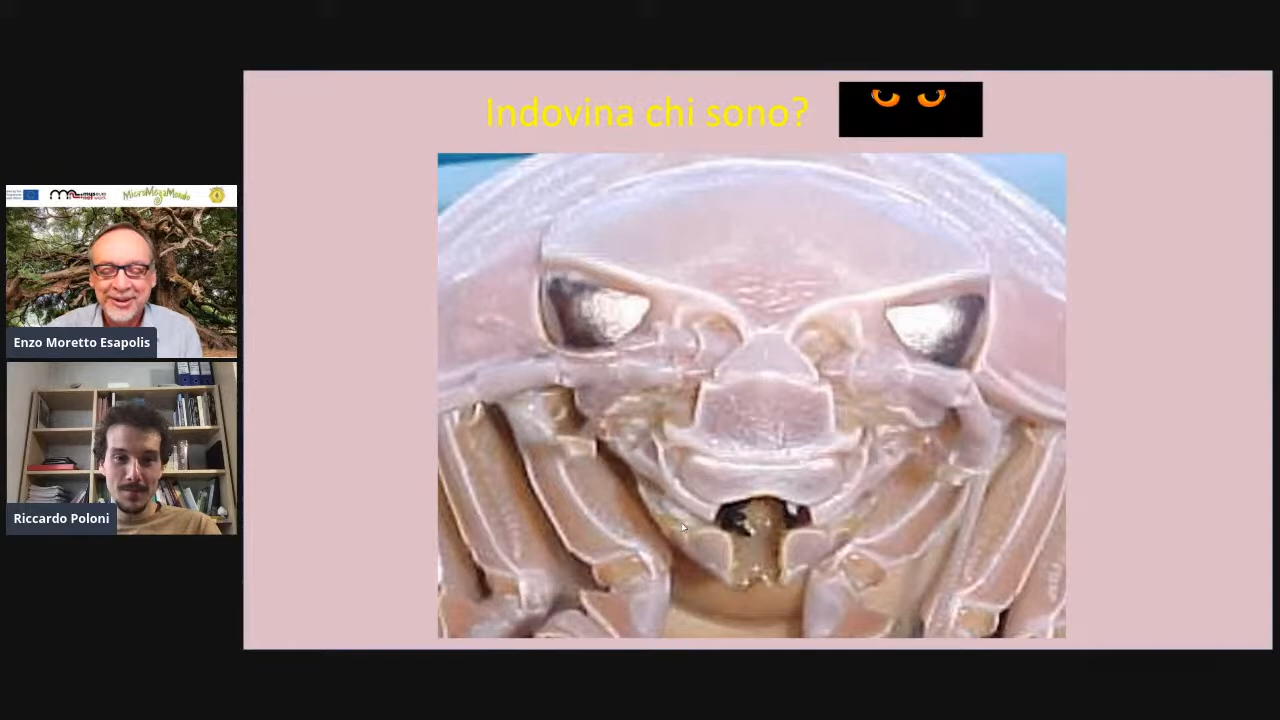 Indovina chi sono?
MicroMegaMondo
Enzo Moretto Esapolis
Riccardo Poloni